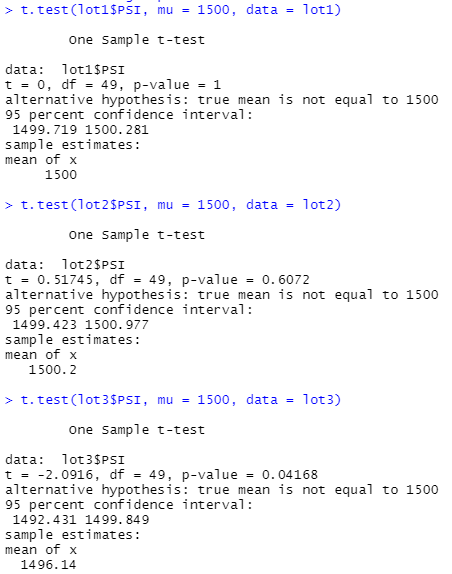 > t.test(lot1$PSI, mu = 1500, data = lot1)
One Sample t-test
data:  lot1$PSI
t = 0, df = 49, p-value = 1
alternative hypothesis: true mean is not equal to 1500
95 percent confidence interval:
1499.719 1500.281
sample estimates:
mean of x
1500
> t.test(lot2$PSI, mu = 1500, data = lot2)
One Sample t-test
data:  lot2$PSI
t = 0.51745, df = 49, p-value = 0.6072
alternative hypothesis: true mean is not equal to 1500
95 percent confidence interval:
1499.423 1500.977
sample estimates:
mean of x
1500.2
> t.test(lot3$PSI, mu = 1500, data = lot3)
One Sample t-test
data:  lot3$PSI
t = -2.0916, df = 49, p-value = 0.04168
alternative hypothesis: true mean is not equal to 1500
95 percent confidence interval:
1492.431 1499.849
sample estimates:
mean of x
1496.14